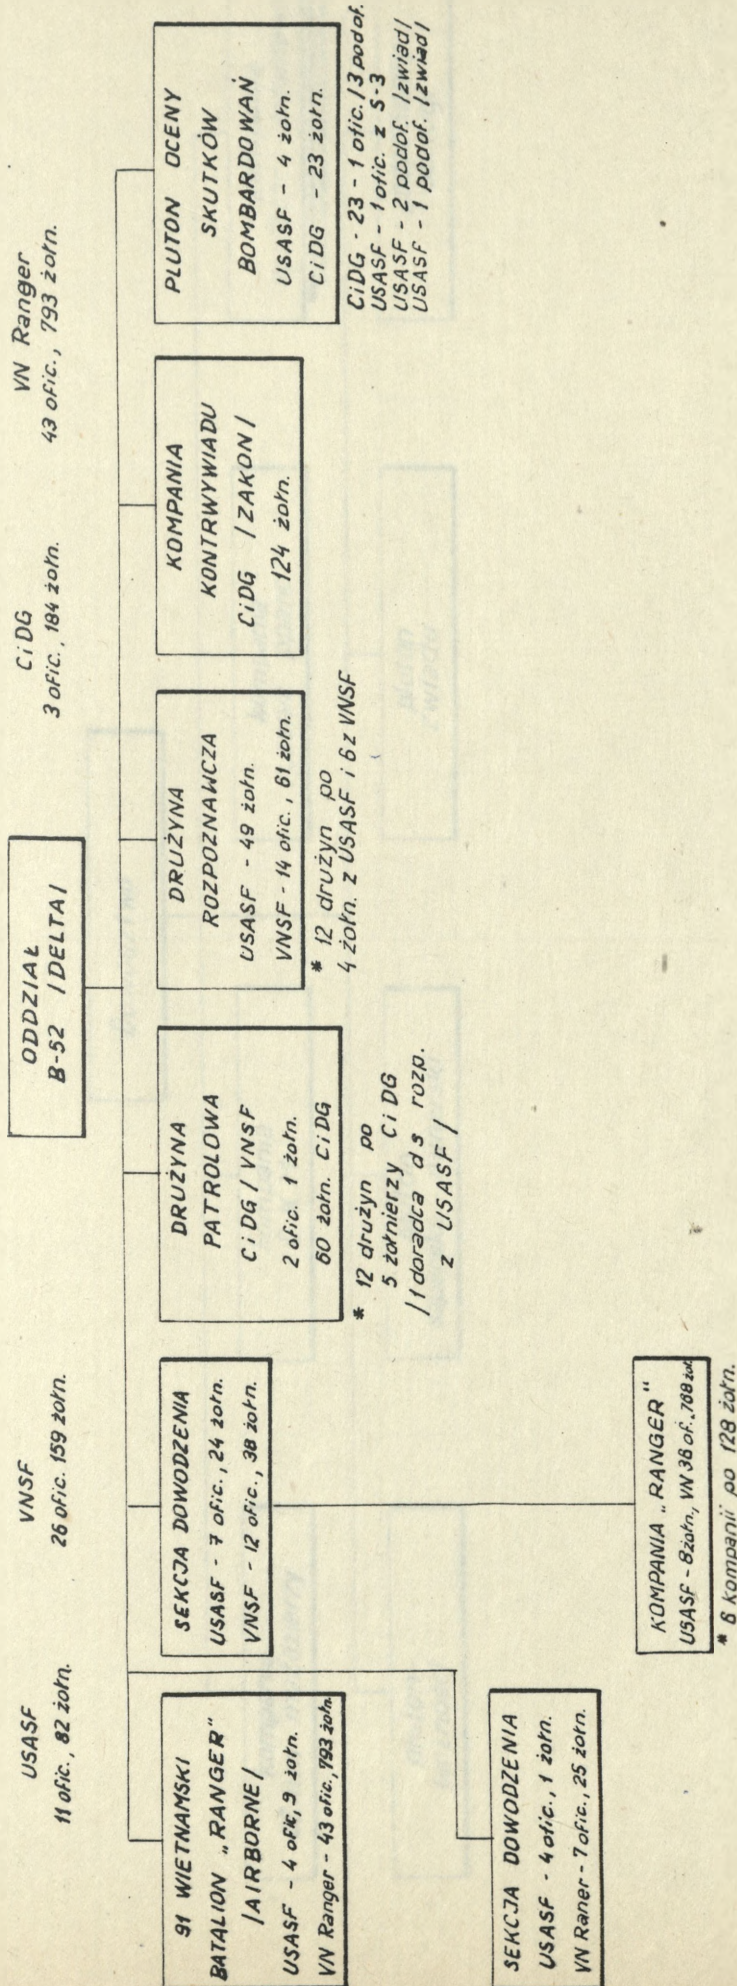 USASF
11 ofic., 82 żołn.
VNSF
26 ofic. 159 żołn.
ODDZIAŁ
B-52 /DELTA/
CiDG
3 ofic., 184 żołn.
VN Ranger
43 ofic., 793 żołn.
91 WIETNAMSKI
BATALION „RANGER"
/AIRBORNE/
USASF - 4 ofic, 9 żołn.
VN Ranger - 43 ofic., 793 żołn.
SEKCJA DOWODZENIA
USASF - 7 ofic., 24 żołn.
VNSF - 12 ofic., 38 żołn.
DRUŻYNA
PATROLOWA
CiDG / VNSF
2 ofic. 1 żołn.
60 żołn. CiDG
* 12 drużyn po
5 żołnierzy CiDG
/1 doradca ds rozp.
z USASF /
DRUŻYNA
ROZPOZNAWCZA
USASF - 49 żołn.
VNSF - 14 ofic., 61 żołn.
* 12 drużyn po
4 żołn. z USASF i 6 z VNSF
KOMPANIA
KONTRWYWIADU
CiDG /ZAKON/
124 żołn.
PLUTON OCENY
SKUTKÓW
BOMBARDOWAŃ
USASF - 4 żołn.
CiDG - 23 żołn.
CiDG - 23 - 1 ofic./3 podof.
USASF - 1 ofic. z S-3
USASF - 2 podof. /zwiad/
USASF - 1 podof. /zwiad/
SEKCJA DOWODZENIA
USASF - 4 ofic., 1 żołn.
VN Raner - 7 ofic., 25 żołn.
KOMPANIA „RANGER"
USASF - 8 żołn., VN 36 of., 768 żoł.
* 6 kompanii po 128 żołn.